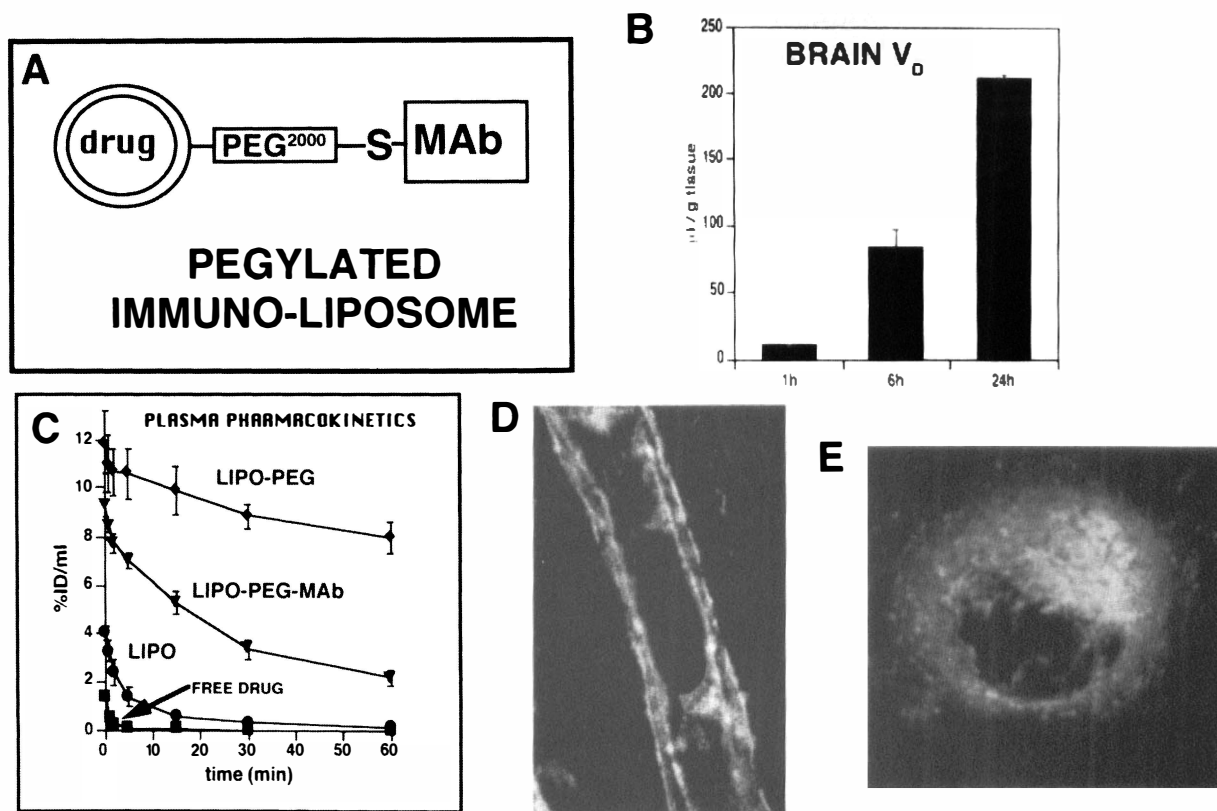 A
drug
PEG2000
S
MAb
PEGYLATED
IMMUNO-LIPOSOME
B
BRAIN VD
250
200
150
100
50
0
/ g tissue
1h
6h
24h
C
PLASMA PHARMACOKINETICS
12
10
8
6
4
2
0
%ID/ml
LIPO-PEG
LIPO-PEG-MAb
LIPO
FREE DRUG
0 10 20 30 40 50 60
time (min)
D
E